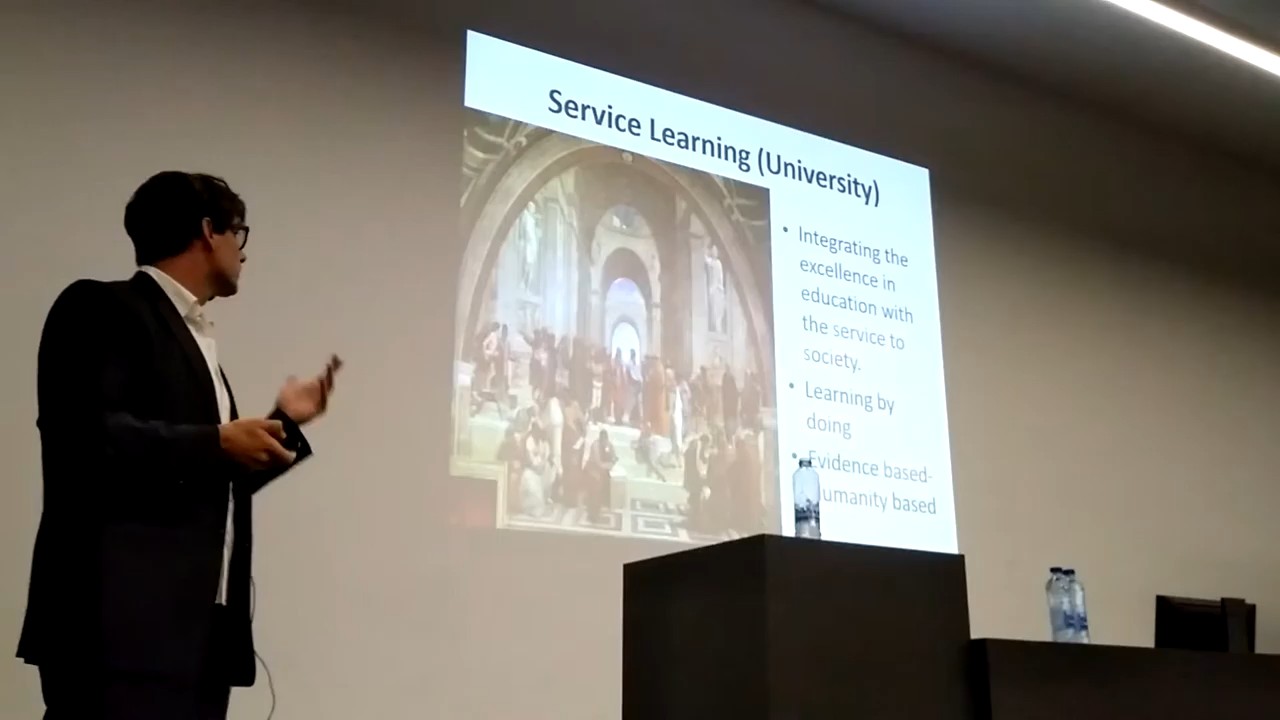 Service Learning (University)
• Integrating the
excellence in
education with
the service to
society.
• Learning by
doing
• Evidence based-
umanity based